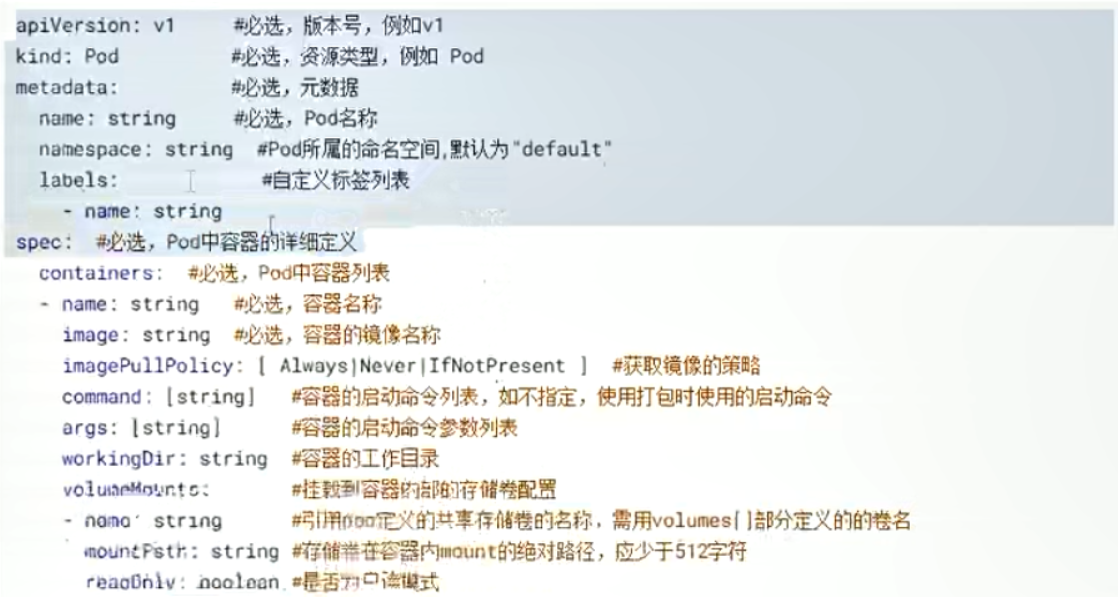 apiVersion: v1 #必选，版本号，例如v1
kind: Pod #必选，资源类型，例如 Pod
metadata: #必选，元数据
name: string #必选，Pod名称
namespace: string #Pod所属的命名空间,默认为"default"
labels: #自定义标签列表
- name: string
spec: #必选，Pod中容器的详细定义
containers: #必选，Pod中容器列表
- name: string #必选，容器名称
image: string #必选，容器的镜像名称
imagePullPolicy: [ Always|Never|IfNotPresent ] #获取镜像的策略
command: [string] #容器的启动命令列表，如不指定，使用打包时使用的启动命令
args: [string] #容器的启动命令参数列表
workingDir: string #容器的工作目录
volumeMounts: #挂载到容器内部的存储卷配置
- name: string #引用pod定义的共享存储卷的名称，需用volumes[]部分定义的的卷名
mountPath: string #存储卷在容器内mount的绝对路径，应少于512字符
readOnly: boolean #是否为只读模式